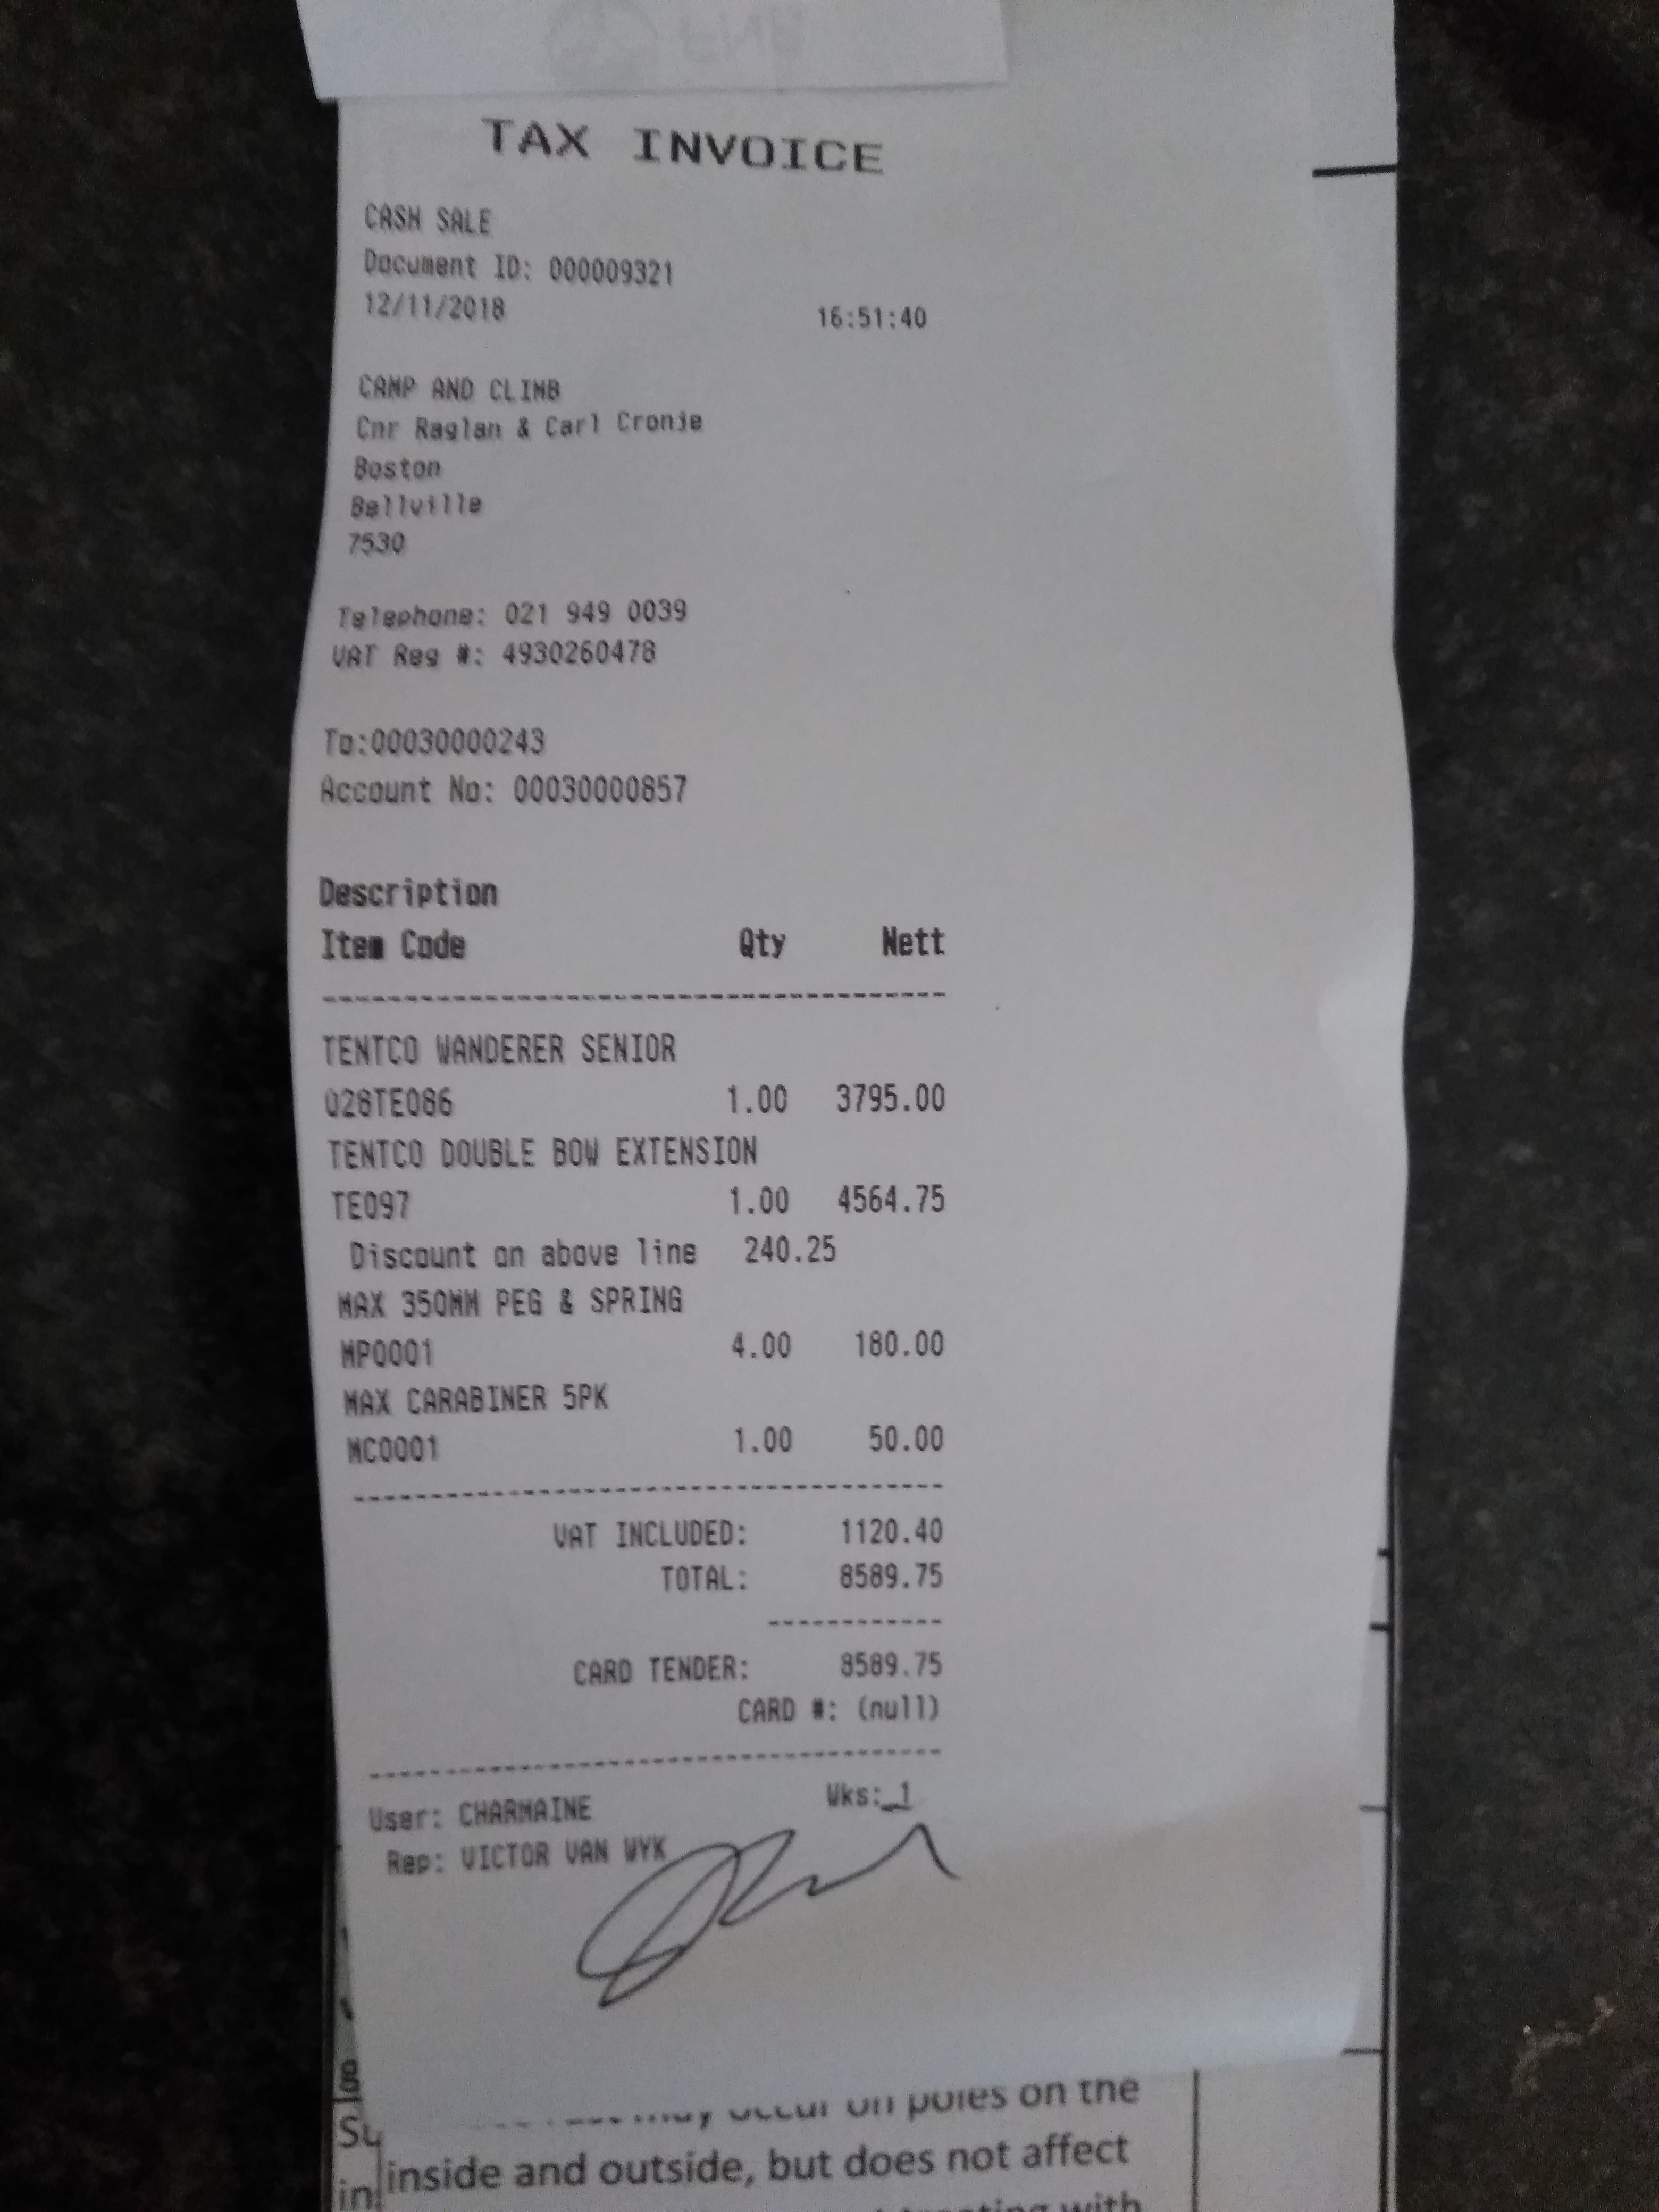 TAX INVOICE
CASH SALE
Document ID: 000009321
12/11/2018 16:51:40
CAMP AND CLIMB
Cnr Raglan & Carl Cronje
Boston
Bellville
7530
Telephone: 021 949 0039
VAT Reg #: 4930260478
To:00030000243
Account No: 00030000857
Description
Item Code Qty Nett
TENTCO WANDERER SENIOR
028TE086 1.00 3795.00
TENTCO DOUBLE BOW EXTENSION
TE097 1.00 4564.75
Discount on above line 240.25
MAX 350MM PEG & SPRING
MP0001 4.00 180.00
MAX CARABINER 5PK
MC0001 1.00 50.00
VAT INCLUDED: 1120.40
TOTAL: 8589.75
CARD TENDER: 8589.75
CARD #: (null)
User: CHARMAINE Wks: 1
Rep: VICTOR VAN WYK
may occur on poles on the
inside and outside, but does not affect
with